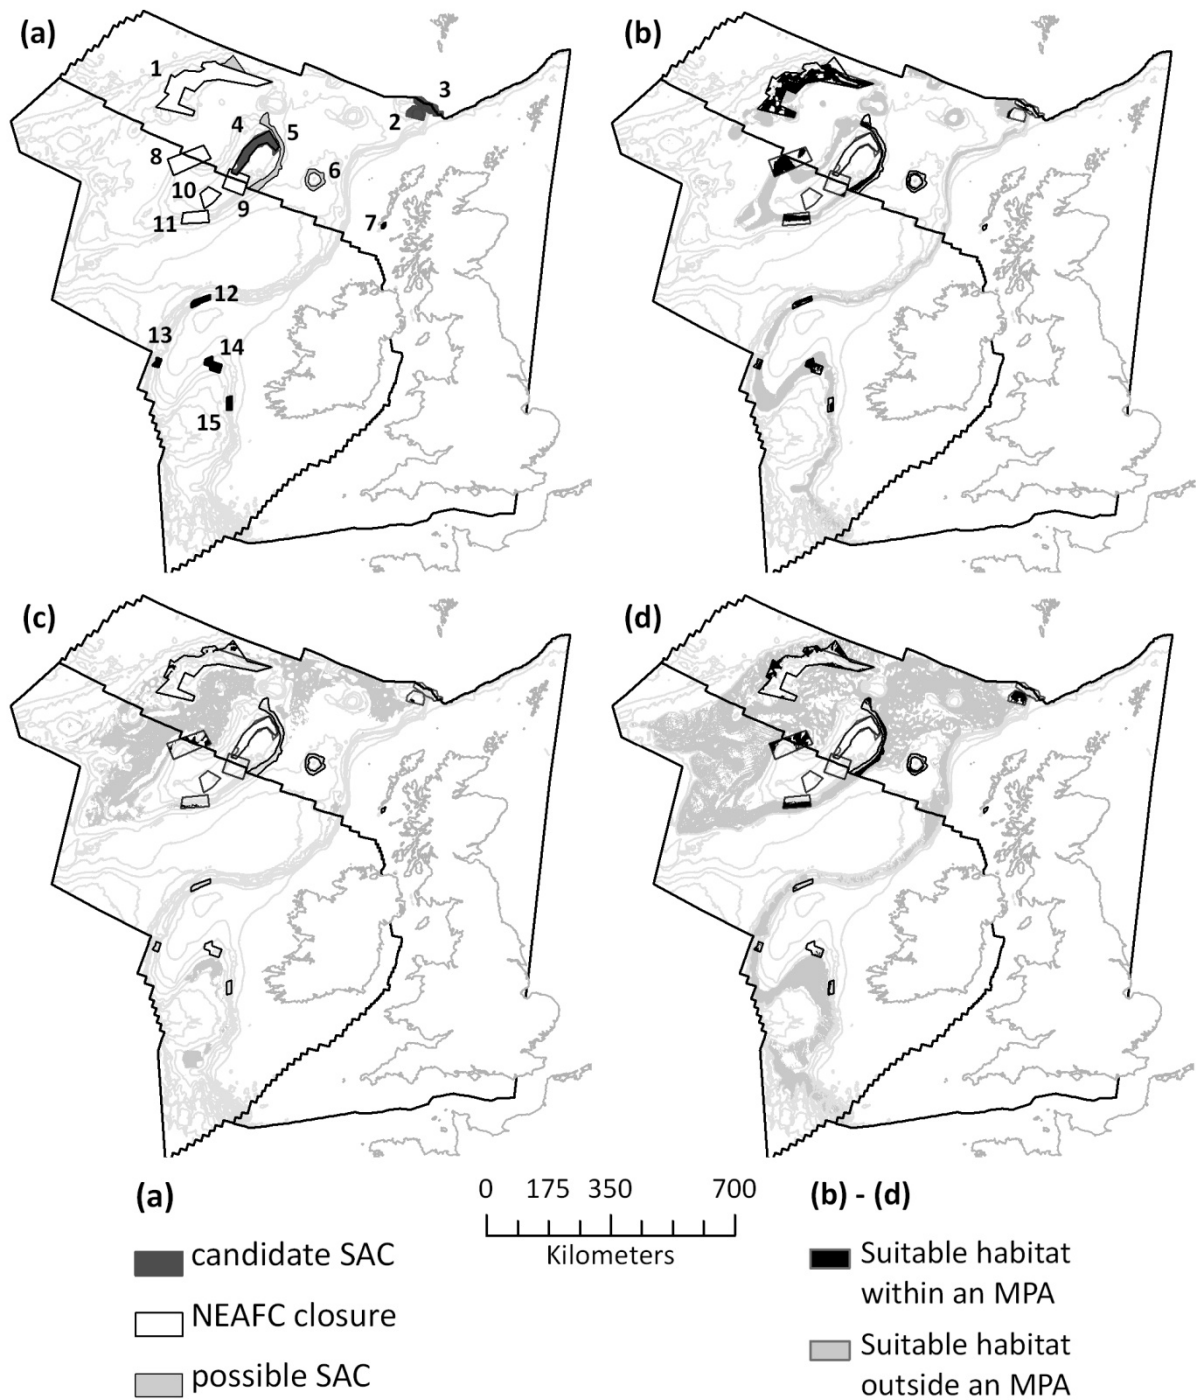 (a)
(b)
1
3
2
4
5
8
6
10
7
9
11
12
13
14
15
(c)
(d)
(a)
0 175 350 700
Kilometers
(b) - (d)
candidate SAC
NEAFC closure
possible SAC
Suitable habitat
within an MPA
Suitable habitat
outside an MPA